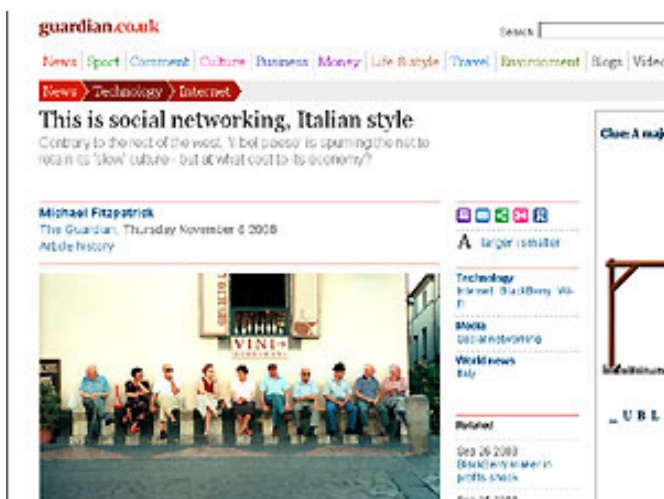 guardian.co.uk
Search:
News Sport Comment Culture Business Money Life & style Travel Environment Blogs Video
News Technology Internet
This is social networking, Italian style
Contrary to the rest of the west, 'il bel paese' is spurning the net to
retain its 'slow' culture - but at what cost to its economy?
Michael Fitzpatrick
The Guardian, Thursday November 6 2008
Article history
VINI
A larger | smaller
Technology
Internet BlackBerry Wi-
Fi
Media
Social networking
World news
Italy
Related
Sep 26 2008
BlackBerry maker in
profits shock
Clue: A maj
_ U B L